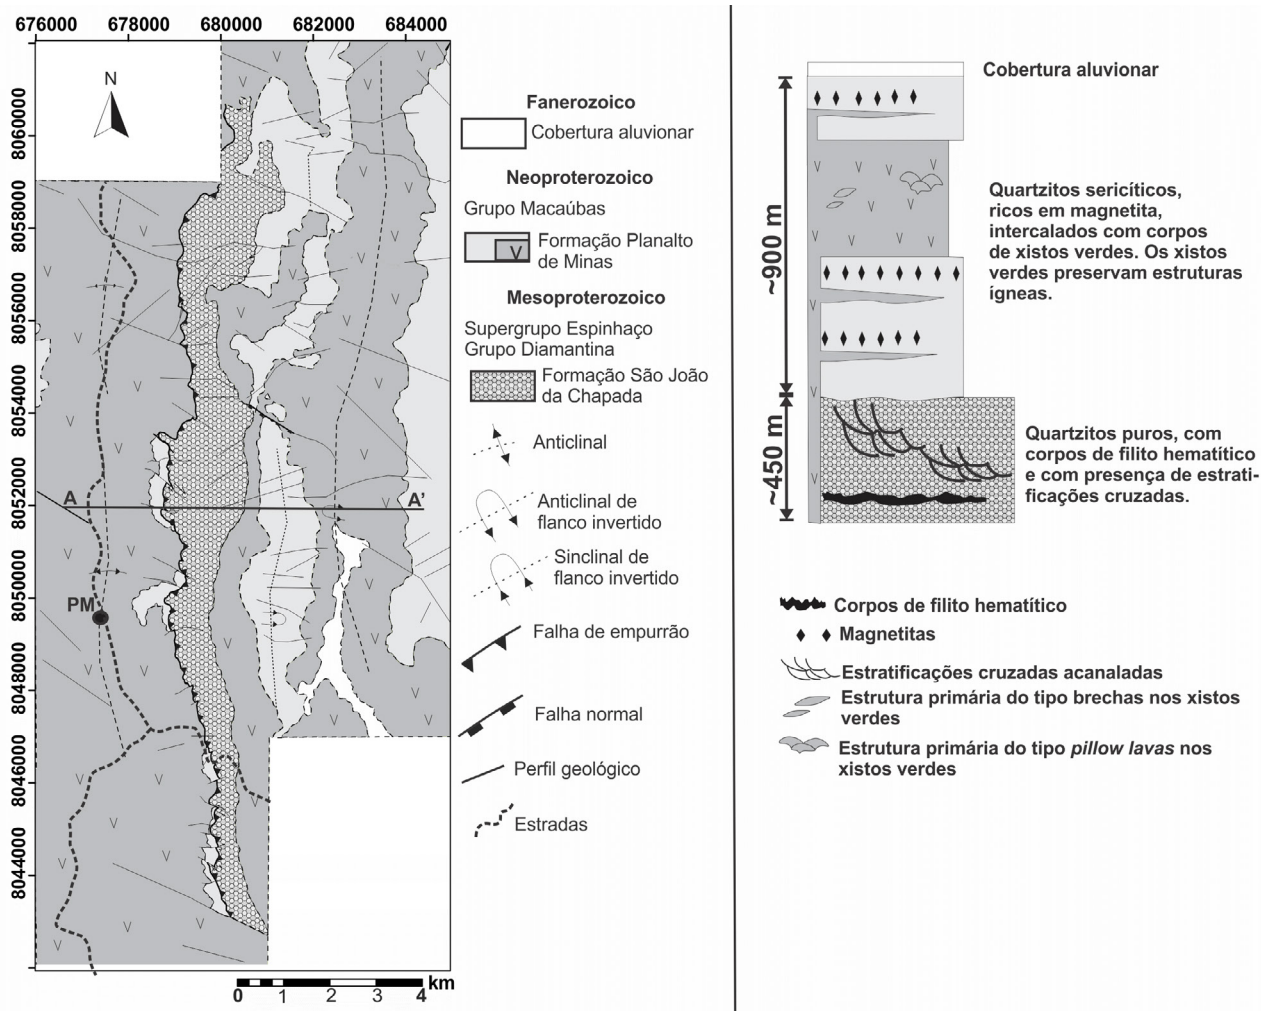 676000 678000 680000 682000 684000
N
8060000
8058000
8056000
8054000
8052000
8050000
8048000
8046000
8044000
A
A'
PM
km
0 1 2 3 4
Fanerozoico
Cobertura aluvionar
Neoproterozoico
Grupo Macaúbas
V
Formação Planalto
de Minas
Mesoproterozoico
Supergrupo Espinhaço
Grupo Diamantina
Formação São João
da Chapada
Anticlinal
Anticlinal de
flanco invertido
Sinclinal de
flanco invertido
Falha de empurrão
Falha normal
Perfil geológico
Estradas
Cobertura aluvionar
~900 m
Quartzitos sericíticos,
ricos em magnetita,
intercalados com corpos
de xistos verdes. Os xistos
verdes preservam estruturas
ígneas.
~450 m
Quartzitos puros, com
corpos de filito hematítico
e com presença de estrati-
ficações cruzadas.
Corpos de filito hematítico
Magnetitas
Estratificações cruzadas acanaladas
Estrutura primária do tipo brechas nos xistos
verdes
Estrutura primária do tipo pillow lavas nos
xistos verdes